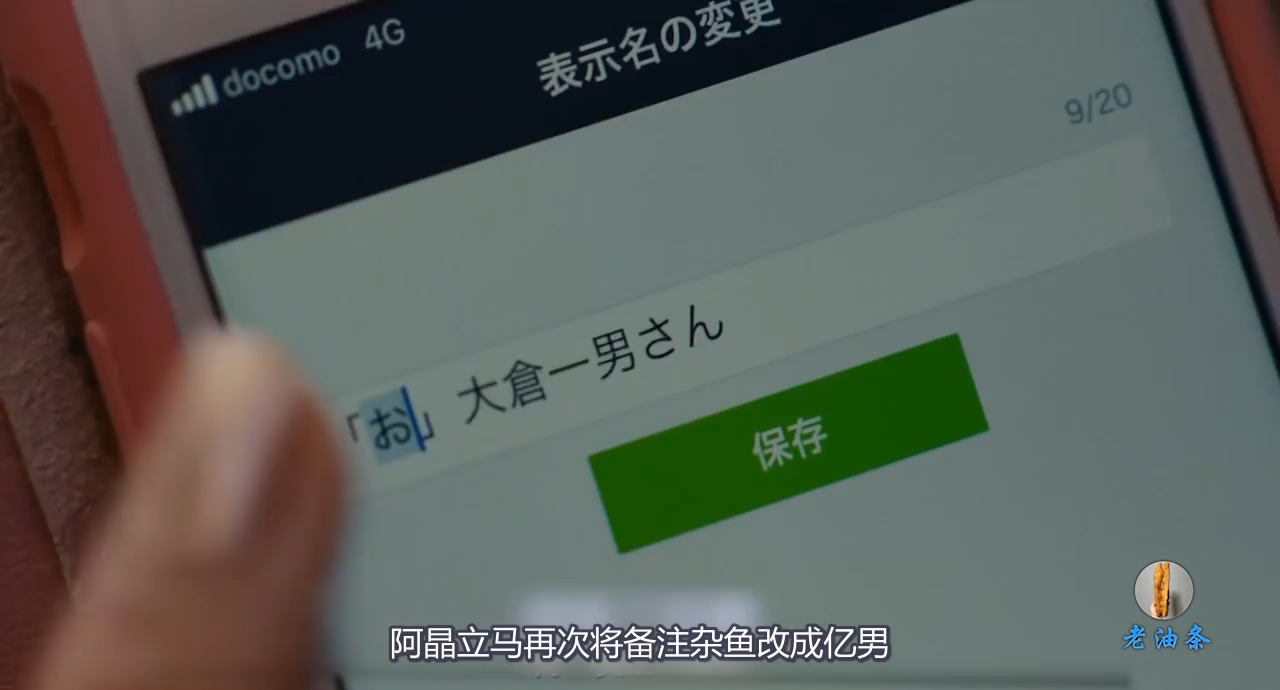 docomo 4G
表示名の変更
9/20
「お」 大倉一男さん
保存
阿晶立马再次将备注杂鱼改成亿男
老油条